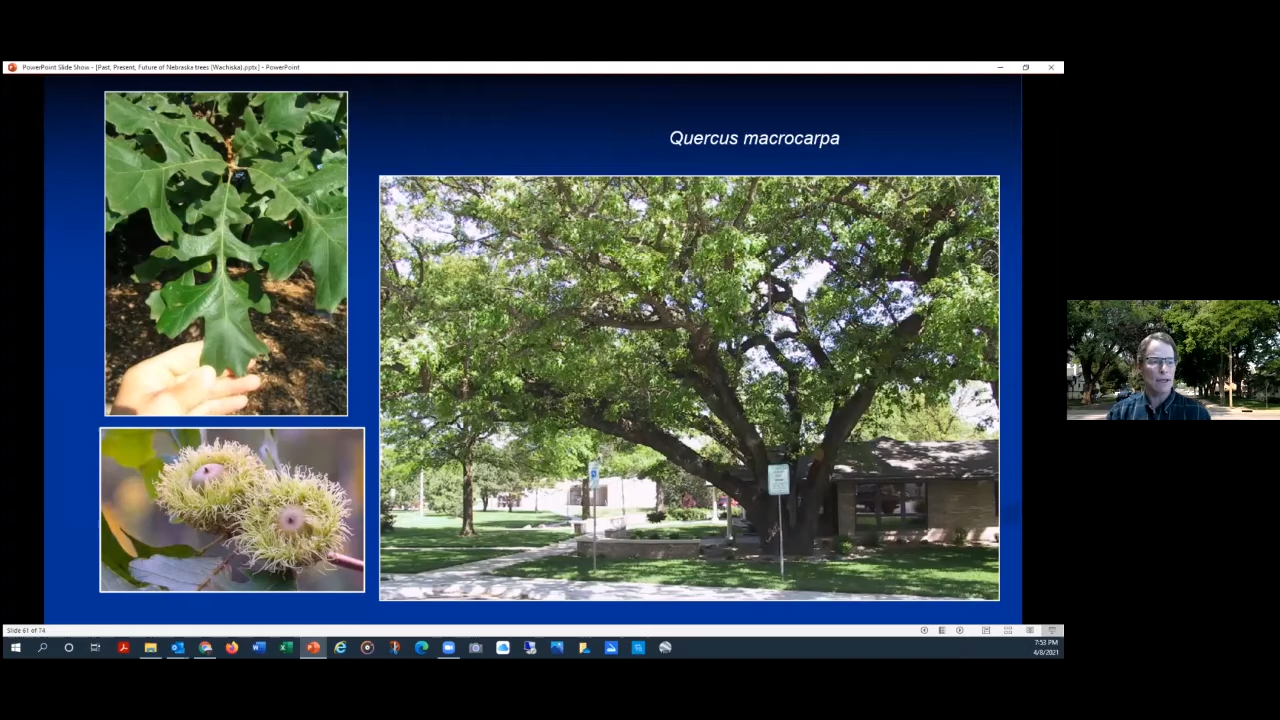 PowerPoint Slide Show - [Past, Present, Future of Nebraska trees (Wachiska).pptx] - PowerPoint
Quercus macrocarpa
Slide 61 of 74
7:53 PM
4/8/2021